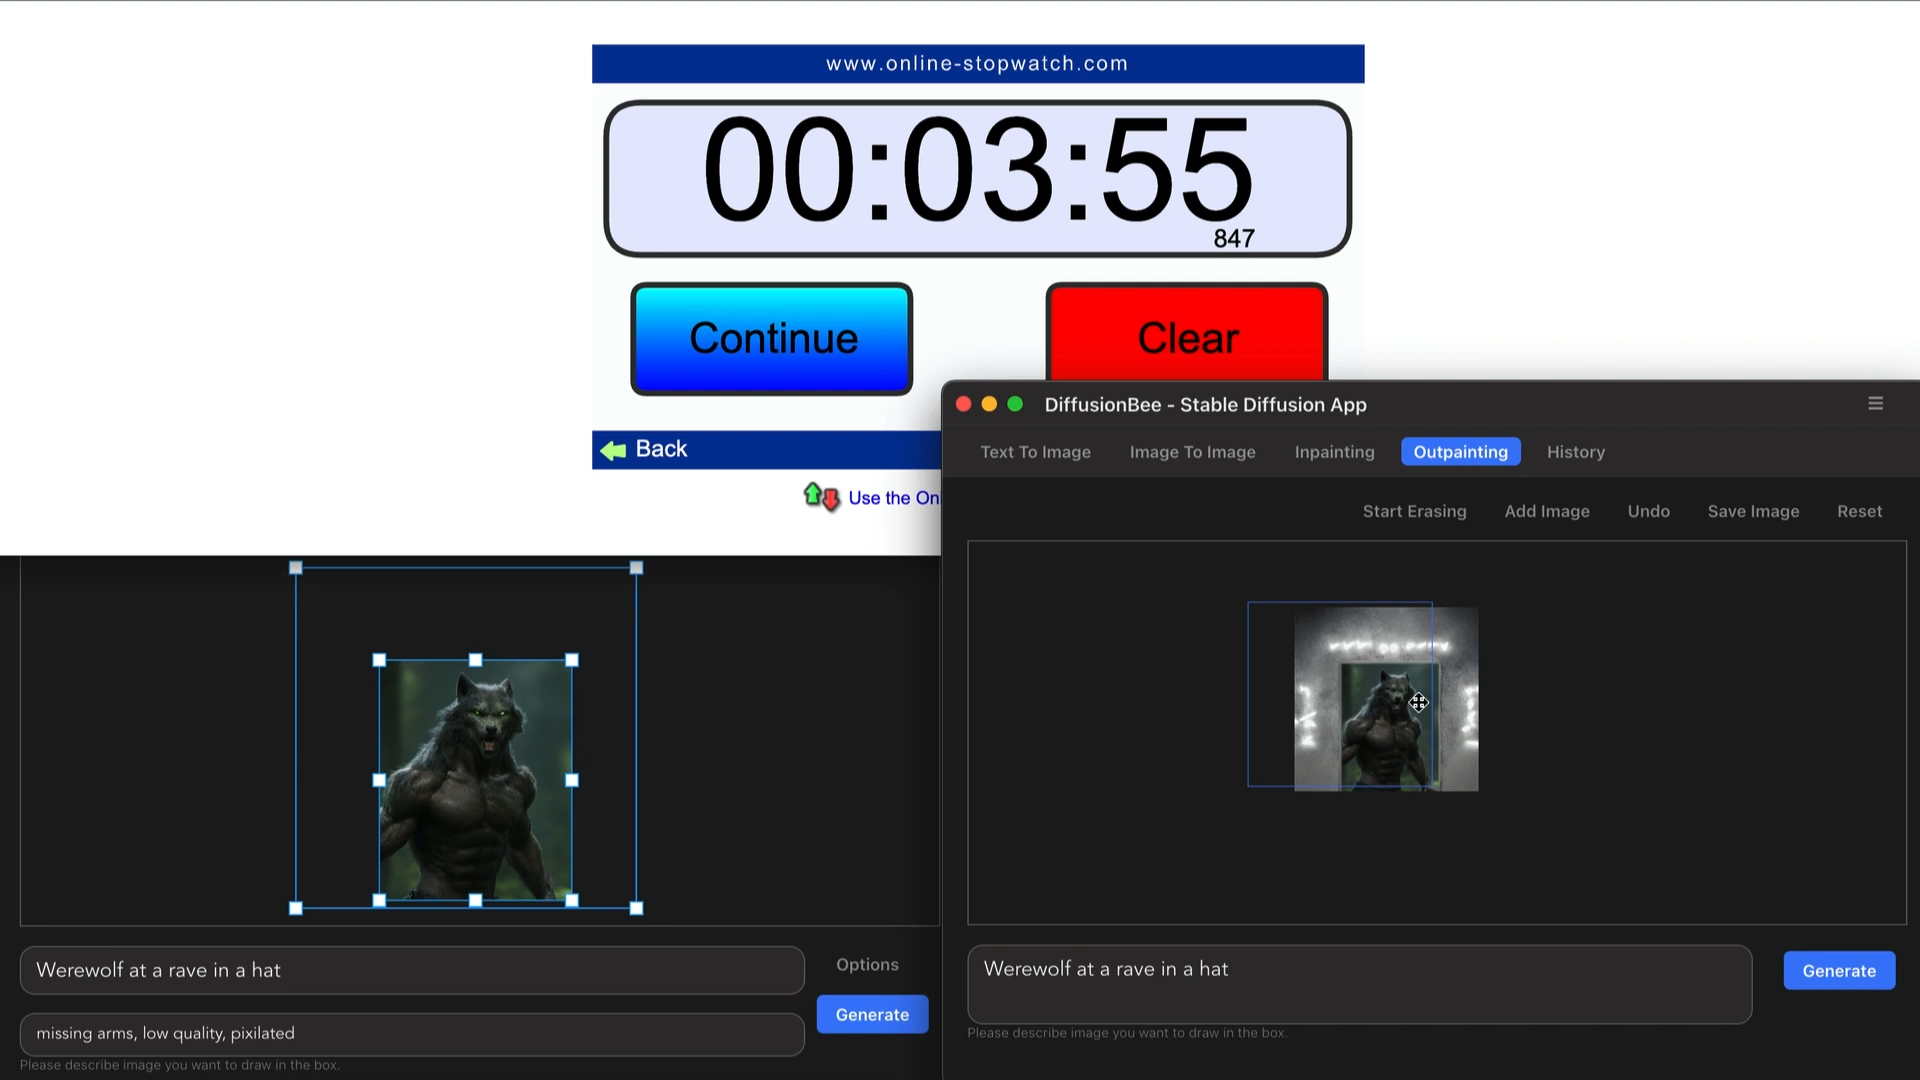 www.online-stopwatch.com
00:03:55
847
Continue
Clear
Back
Use the Onl
DiffusionBee - Stable Diffusion App
Text To Image
Image To Image
Inpainting
Outpainting
History
Start Erasing
Add Image
Undo
Save Image
Reset
Werewolf at a rave in a hat
Options
missing arms, low quality, pixilated
Generate
Please describe image you want to draw in the box.
Werewolf at a rave in a hat
Generate
Please describe image you want to draw in the box.